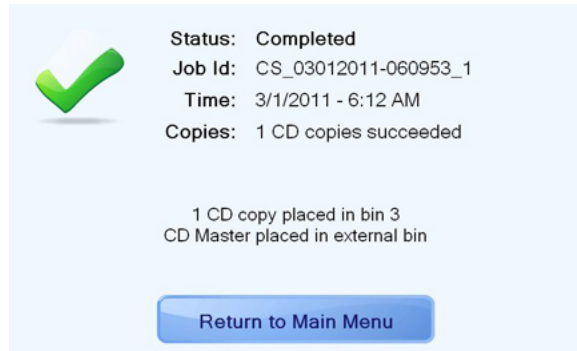 Status: Completed
Job Id: CS_03012011-060953_1
Time: 3/1/2011 - 6:12 AM
Copies: 1 CD copies succeeded
1 CD copy placed in bin 3
CD Master placed in external bin
Return to Main Menu